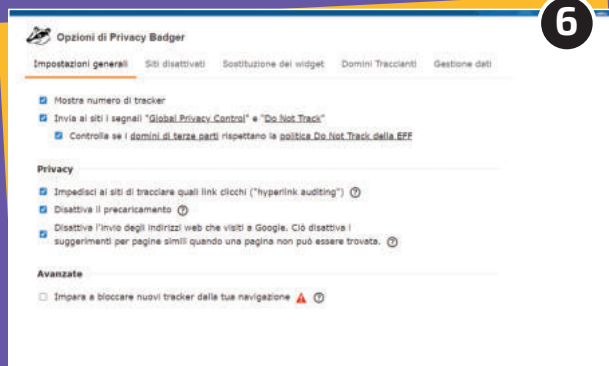 6
Opzioni di Privacy Badger
Impostazioni generali Siti disattivati Sostituzione dei widget Domini Traccianti Gestione dati
Mostra numero di tracker
Invia ai siti i segnali "Global Privacy Control" e "Do Not Track"
Controlla se i domini di terze parti rispettano la politica Do Not Track della EFF
Privacy
Impedisci ai siti di tracciare quali link clicchi ("hyperlink auditing")
Disattiva il precaricamento
Disattiva l'invio degli indirizzi web che visiti a Google. Ciò disattiva i
suggerimenti per pagine simili quando una pagina non può essere trovata.
Avanzate
Impara a bloccare nuovi tracker dalla tua navigazione